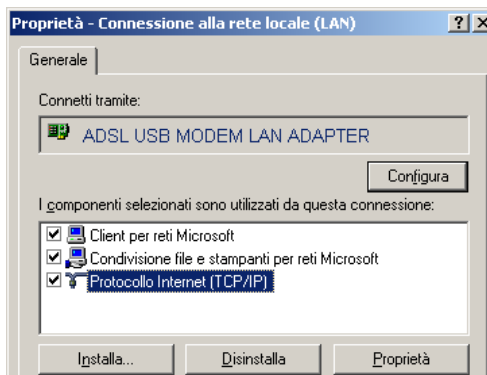 Proprietà - Connessione alla rete locale (LAN)
Generale
Connetti tramite:
ADSL USB MODEM LAN ADAPTER
Configura
I componenti selezionati sono utilizzati da questa connessione:
Client per reti Microsoft
Condivisione file e stampanti per reti Microsoft
Protocollo Internet (TCP/IP)
Installa... Disinstalla Proprietà